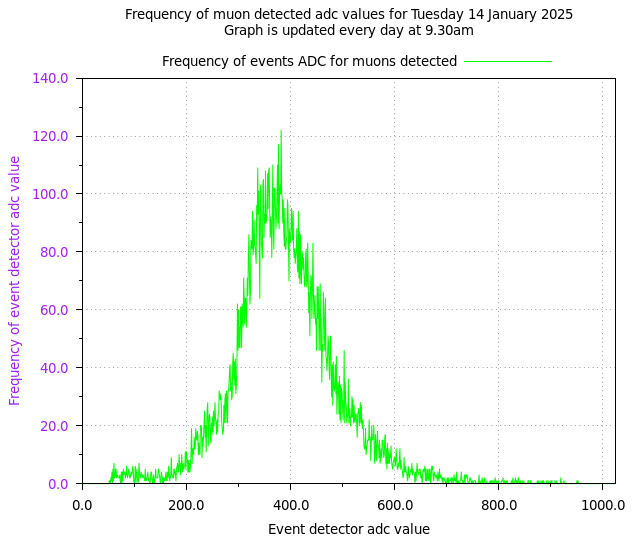 Frequency of muon detected adc values for Tuesday 14 January 2025
Graph is updated every day at 9.30am
Frequency of events ADC for muons detected
140.0
120.0
100.0
80.0
60.0
40.0
20.0
0.0
Frequency of event detector adc value
0.0 200.0 400.0 600.0 800.0 1000.0
Event detector adc value